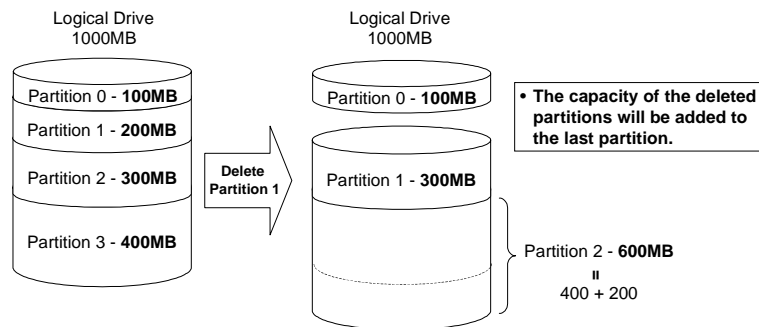 Logical Drive
1000MB
Partition 0 - 100MB
Partition 1 - 200MB
Partition 2 - 300MB
Partition 3 - 400MB
Delete
Partition 1
Logical Drive
1000MB
Partition 0 - 100MB
Partition 1 - 300MB
Partition 2 - 600MB
=
400 + 200
• The capacity of the deleted
partitions will be added to
the last partition.